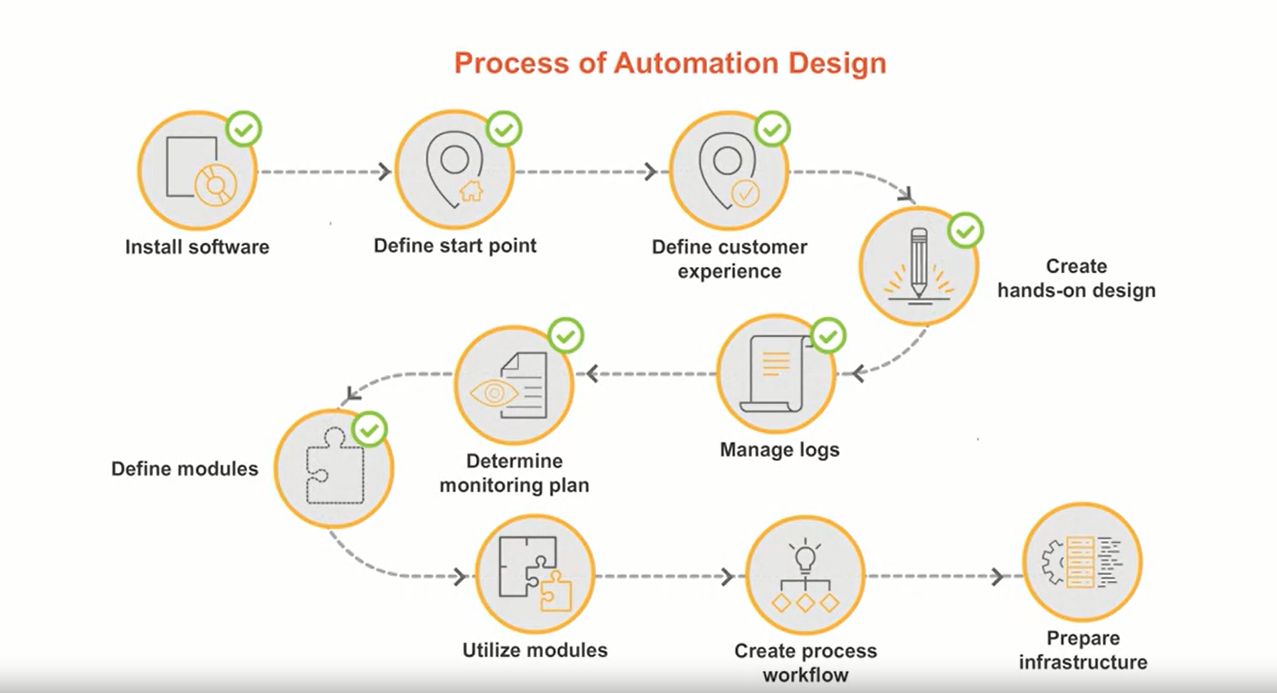 Process of Automation Design
Install software
Define start point
Define customer
experience
Create
hands-on design
Manage logs
Determine
monitoring plan
Define modules
Utilize modules
Create process
workflow
Prepare
infrastructure